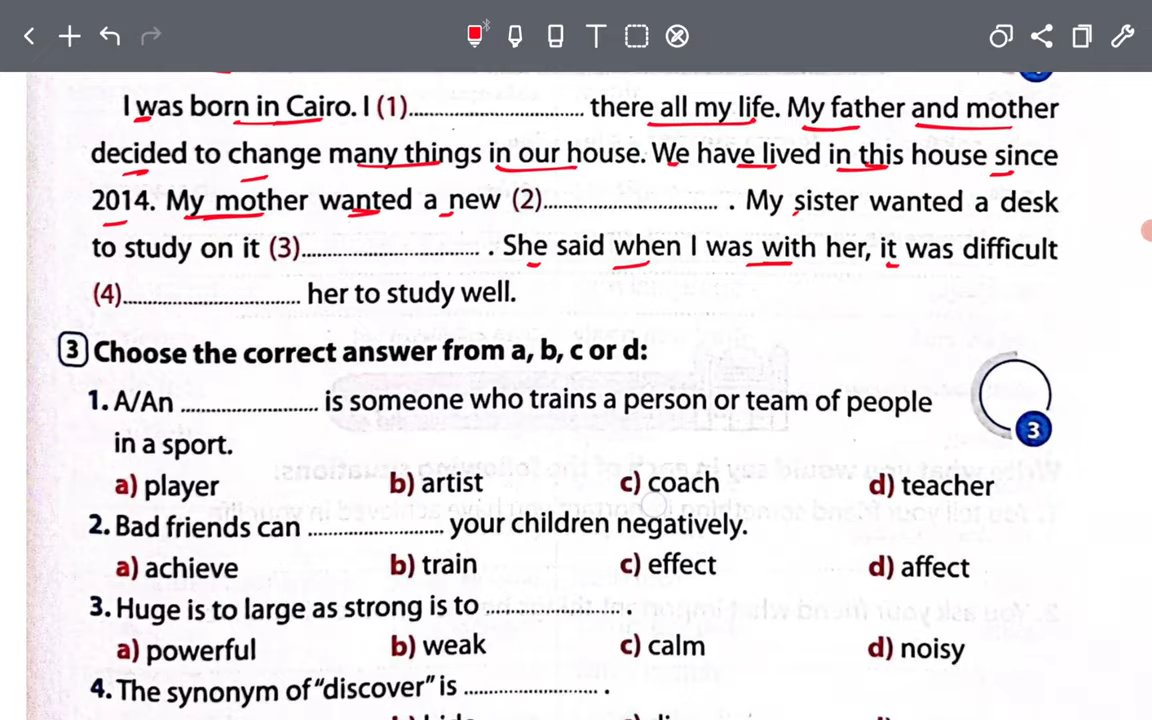 I was born in Cairo. I (1)............................... there all my life. My father and mother
decided to change many things in our house. We have lived in this house since
2014. My mother wanted a new (2)............................... . My sister wanted a desk
to study on it (3)............................... . She said when I was with her, it was difficult
(4)............................... her to study well.
3 Choose the correct answer from a, b, c or d:
1. A/An ........................ is someone who trains a person or team of people
in a sport.
3
a) player b) artist c) coach d) teacher
2. Bad friends can ........................ your children negatively.
a) achieve b) train c) effect d) affect
3. Huge is to large as strong is to ........................ .
a) powerful b) weak c) calm d) noisy
4. The synonym of “discover” is ........................ .